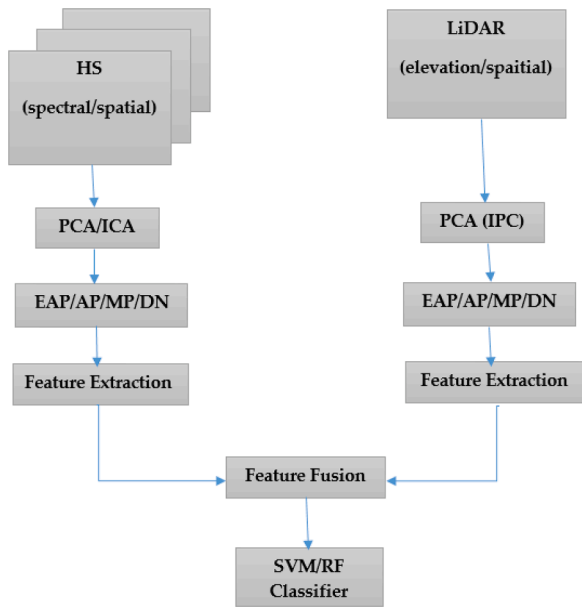 HS
(spectral/spatial)
PCA/ICA
EAP/AP/MP/DN
Feature Extraction
LiDAR
(elevation/spaitial)
PCA (IPC)
EAP/AP/MP/DN
Feature Extraction
Feature Fusion
SVM/RF
Classifier